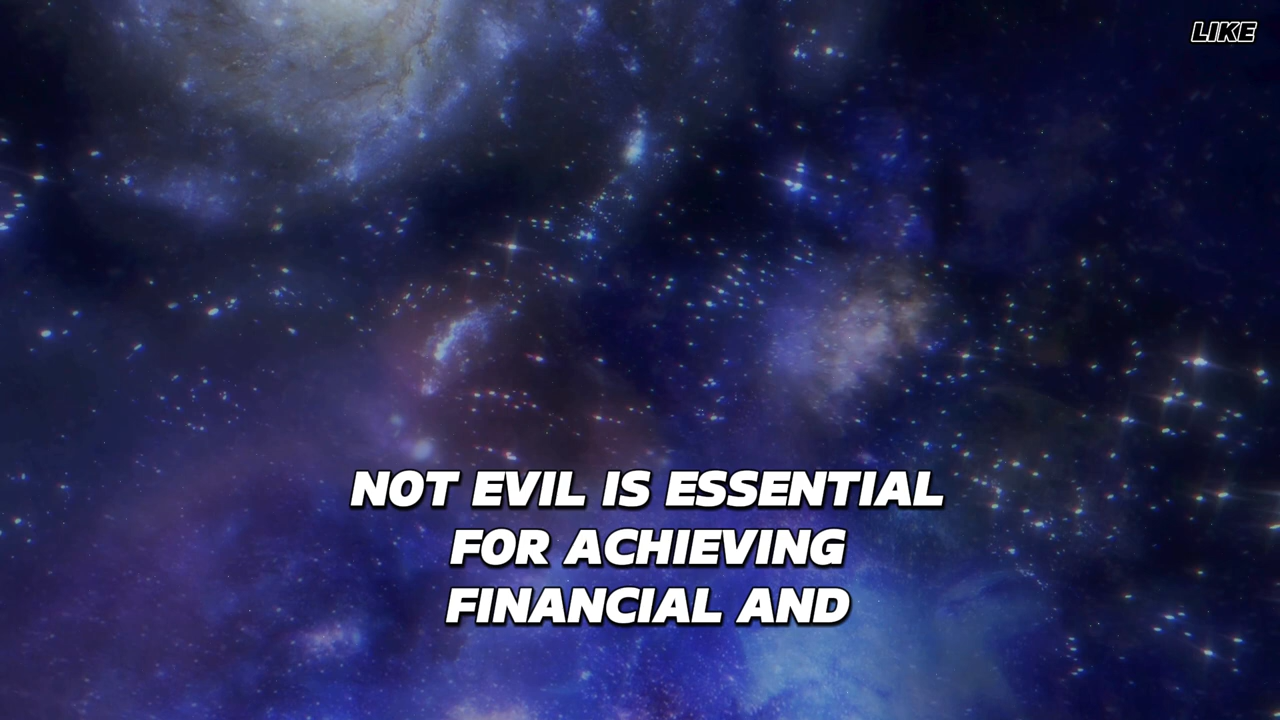 LIKE
NOT EVIL IS ESSENTIAL
FOR ACHIEVING
FINANCIAL AND